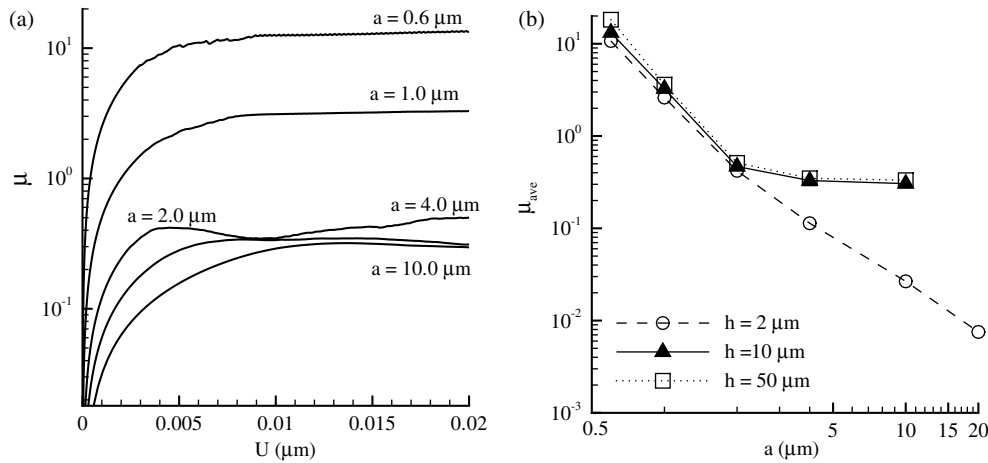 (a)
a = 0.6 μm
a = 1.0 μm
a = 2.0 μm
a = 4.0 μm
a = 10.0 μm
10¹
10⁰
10⁻¹
μ
0
0.005
0.01
0.015
0.02
U (μm)
(b)
10¹
10⁰
10⁻¹
10⁻²
10⁻³
μave
h = 2 μm
h =10 μm
h = 50 μm
0.5
5
10
15
20
a (μm)